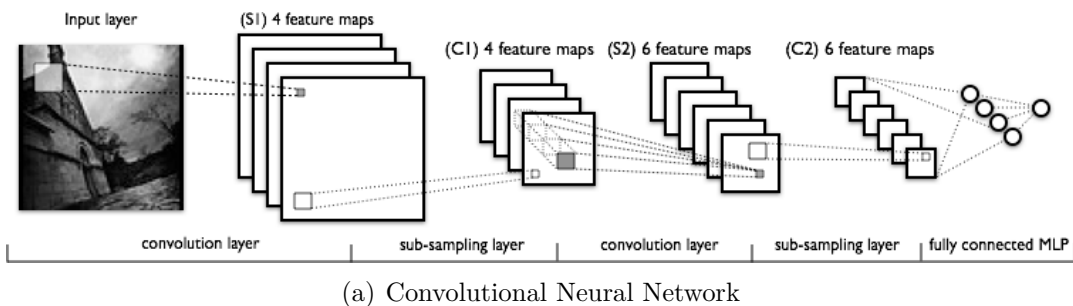 Input layer
(S1) 4 feature maps
(C1) 4 feature maps
(S2) 6 feature maps
(C2) 6 feature maps
convolution layer
sub-sampling layer
convolution layer
sub-sampling layer
fully connected MLP
(a) Convolutional Neural Network